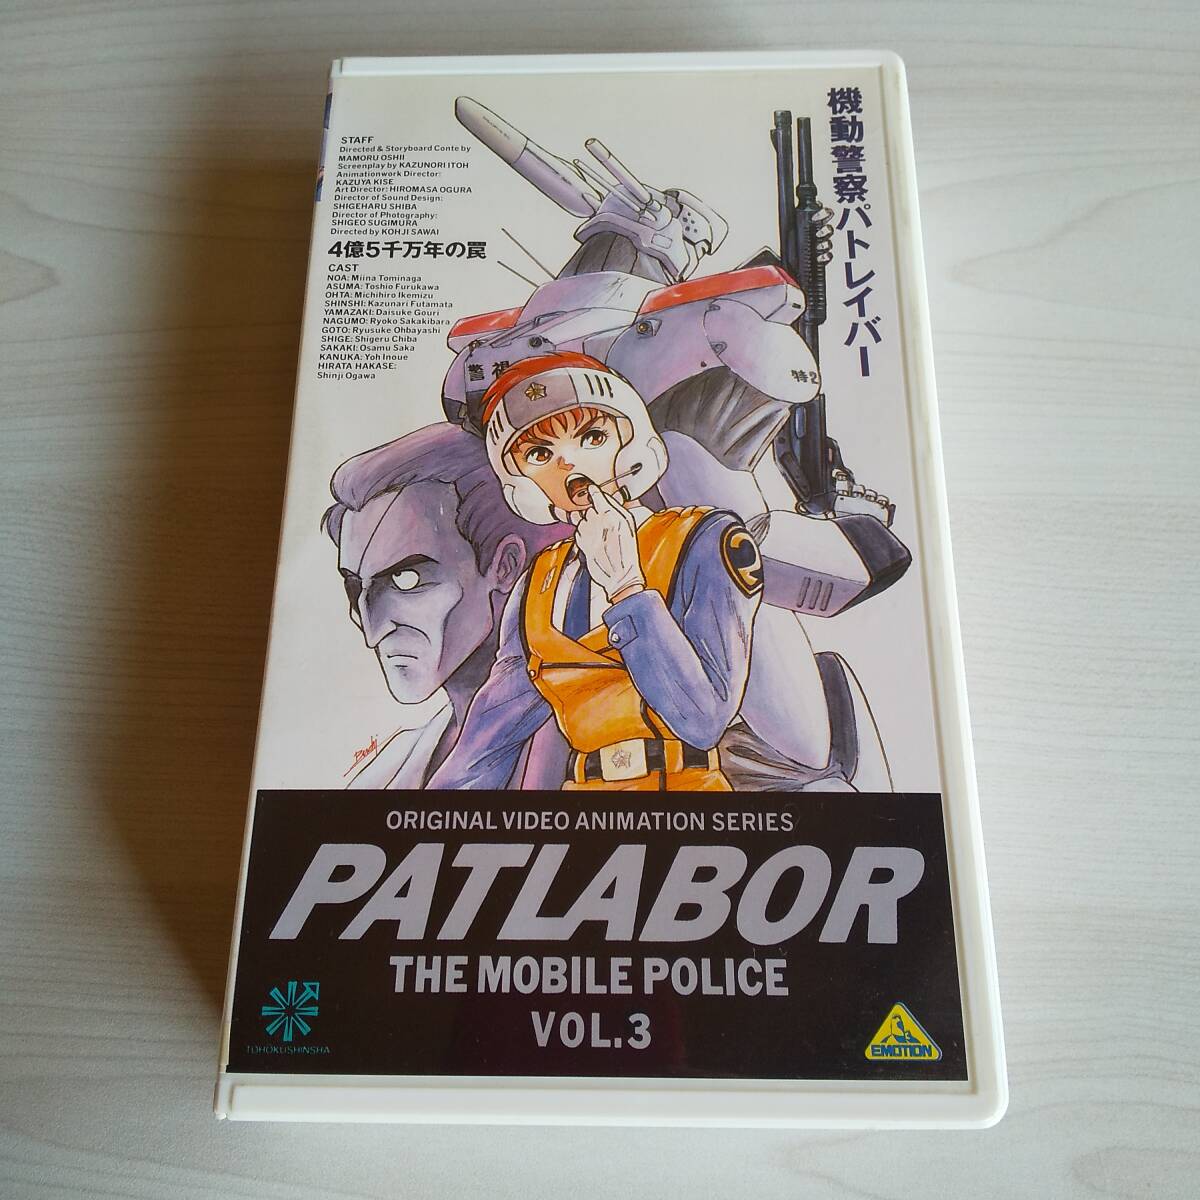 機動警察パトレイバー
STAFF
Directed & Storyboard Conte by
MAMORU OSHII
Screenplay by KAZUNORI ITOH
Animationwork Director:
KAZUYA KISE
Art Director: HIROMASA OGURA
Director of Sound Design:
SHIGEHARU SHIBA
Director of Photography:
SHIGEO SUGIMURA
Directed by KOHJI SAWAI
4億5千万年の罠
CAST
NOA: Miina Tominaga
ASUMA: Toshio Furukawa
OHTA: Michihiro Ikemizu
SHINSHI: Kazunari Futamata
YAMAZAKI: Daisuke Gouri
NAGUMO: Ryoko Sakakibara
GOTO: Ryusuke Ohbayashi
SHIGE: Shigeru Chiba
SAKAKI: Osamu Saka
KANUKA: Yoh Inoue
HIRATA HAKASE:
Shinji Ogawa
警視
特2
2
ORIGINAL VIDEO ANIMATION SERIES
PATLABOR
THE MOBILE POLICE
VOL.3
TOHOKUSHINSHA
EMOTION